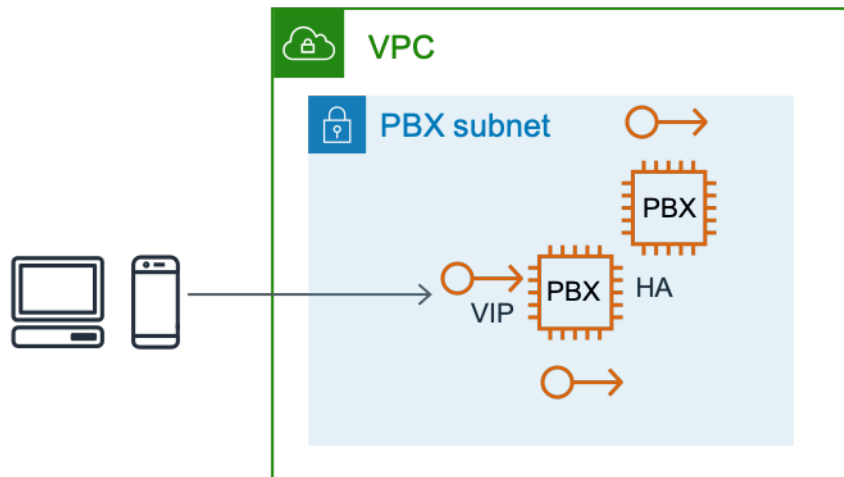 VPC
PBX subnet
PBX
PBX
HA
VIP